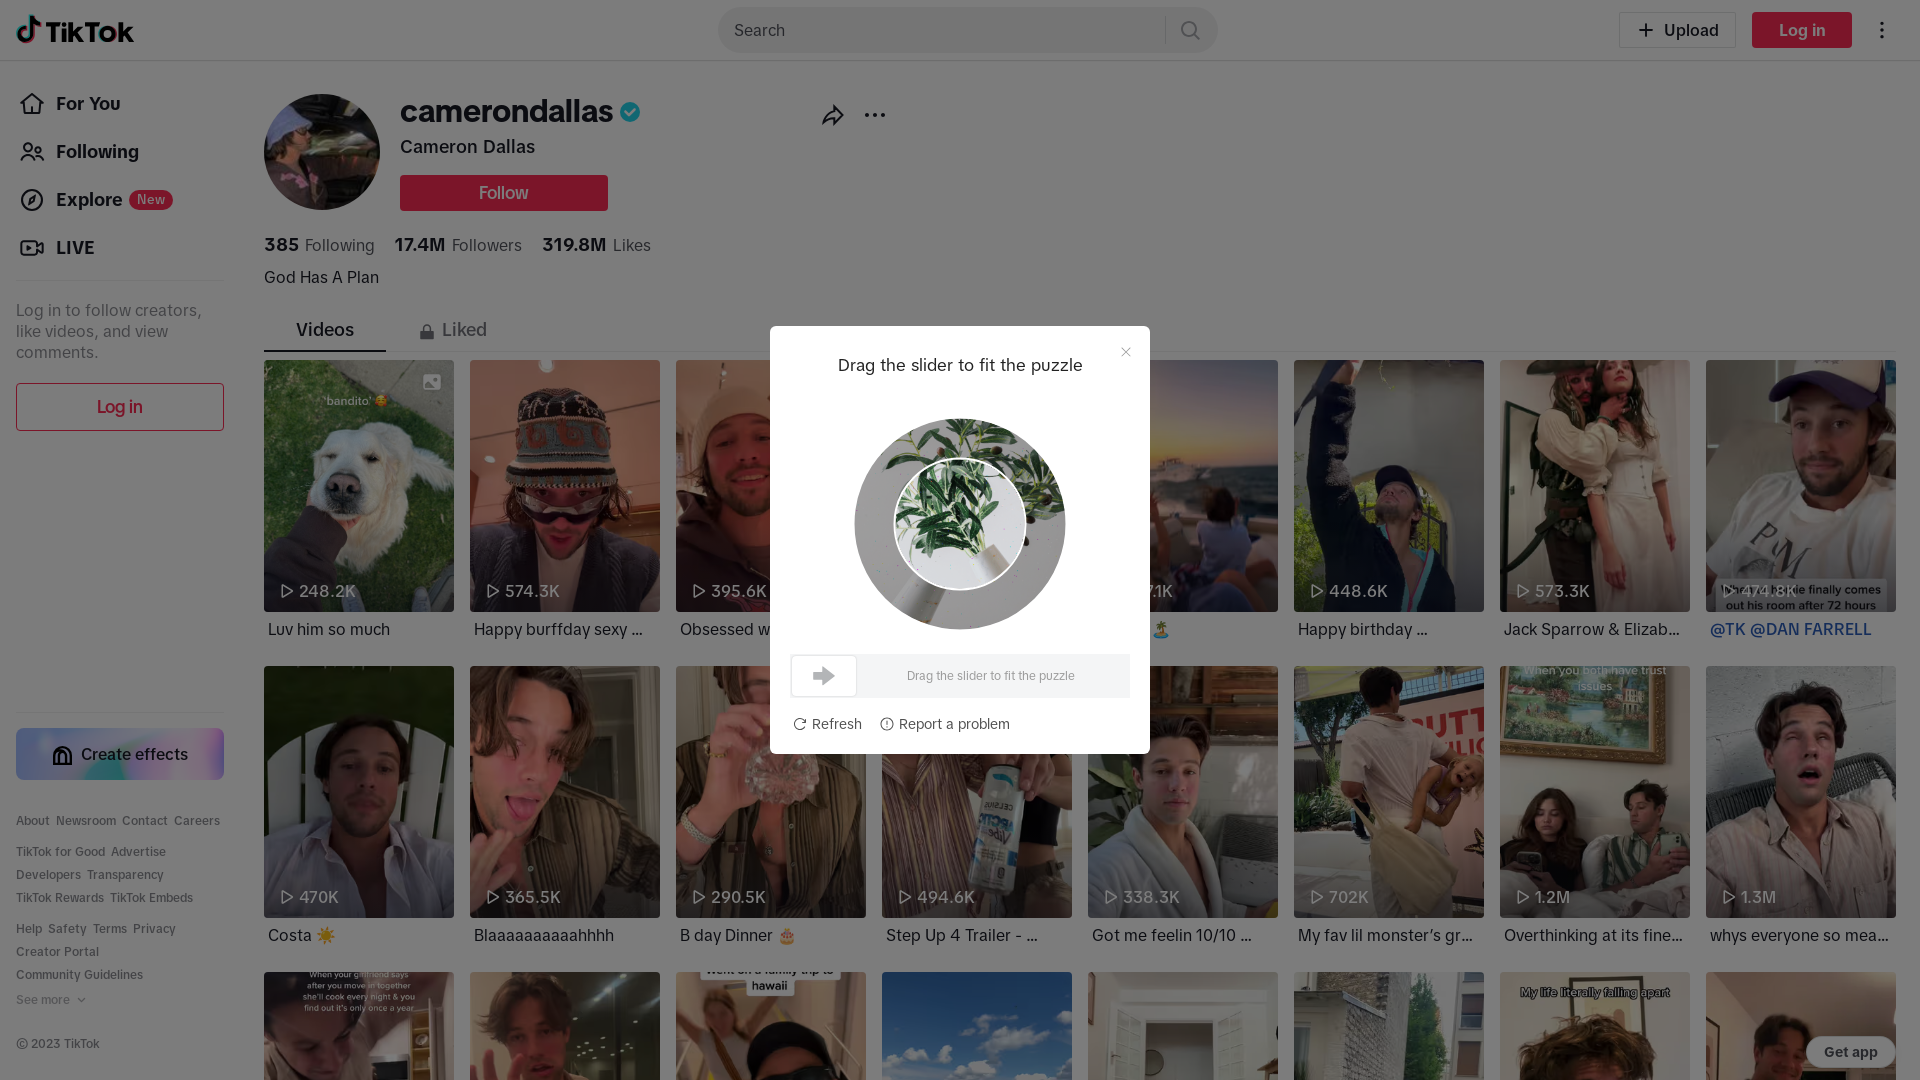 TikTok
Search
Upload
Log in
For You
Following
Explore New
LIVE
Log in to follow creators,
like videos, and view
comments.
Log in
Create effects
About Newsroom Contact Careers
TikTok for Good Advertise
Developers Transparency
TikTok Rewards TikTok Embeds
Help Safety Terms Privacy
Creator Portal
Community Guidelines
See more
© 2023 TikTok
camerondallas
Cameron Dallas
Follow
385 Following 17.4M Followers 319.8M Likes
God Has A Plan
Videos
Liked
'bandito' 🥰
248.2K
574.3K
395.6K
7.1K
448.6K
573.3K
474.8K
out his room after 72 hours
Luv him so much
Happy burffday sexy ...
Obsessed w
🏝️
Happy birthday ...
Jack Sparrow & Elizab...
@TK @DAN FARRELL
Drag the slider to fit the puzzle
Drag the slider to fit the puzzle
Refresh
Report a problem
CELSIUS
ARCTIC
Vibe
When you both have trust
issues
470K
365.5K
290.5K
494.6K
338.3K
702K
1.2M
1.3M
Costa ☀️
Blaaaaaaaaaahhhh
B day Dinner 🎂
Step Up 4 Trailer - ...
Got me feelin 10/10 ...
My fav lil monster's gr...
Overthinking at its fine...
whys everyone so mea...
When your girlfriend says
after you move in together
she'll cook every night & you
find out it's only once a year
Went on a family trip to
hawaii
My life literally falling apart
Get app